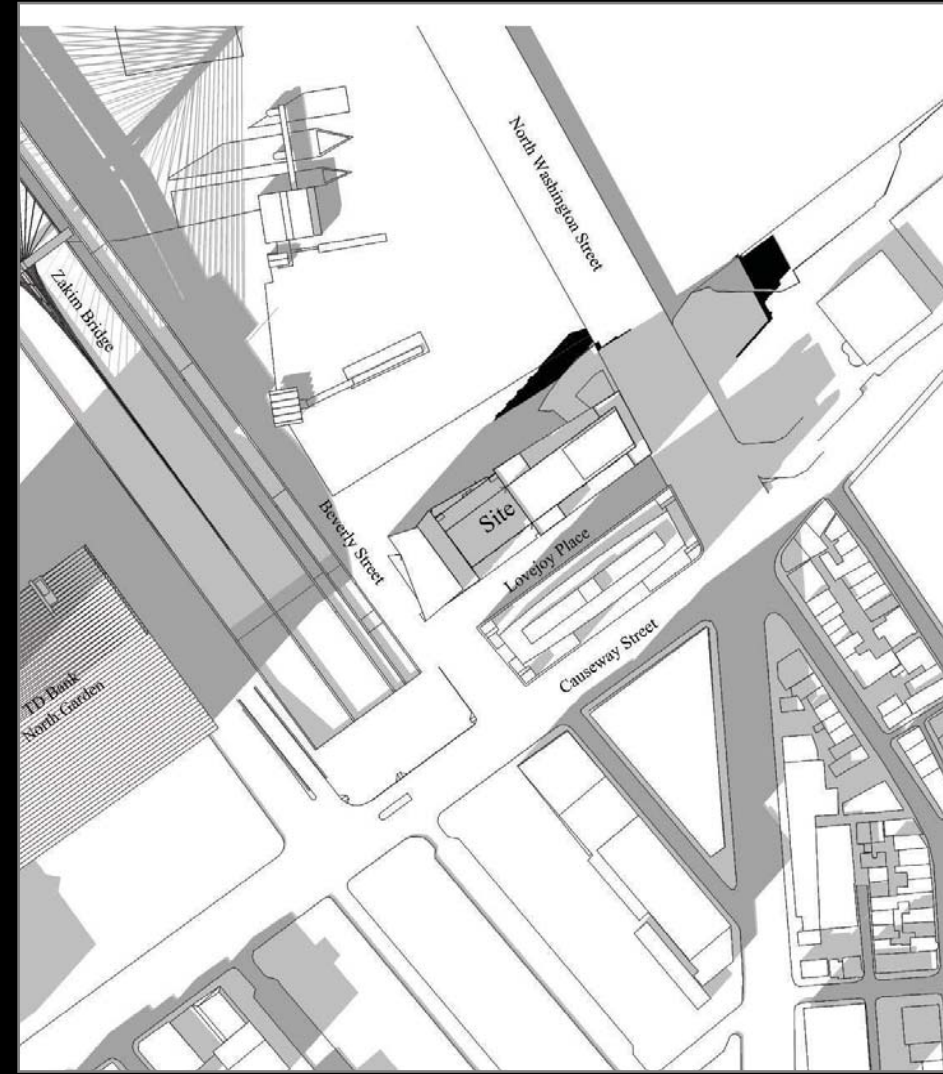 North Washington Street
Zakim Bridge
Beverly Street
Site
Lovejoy Place
Causeway Street
TD Bank
North Garden